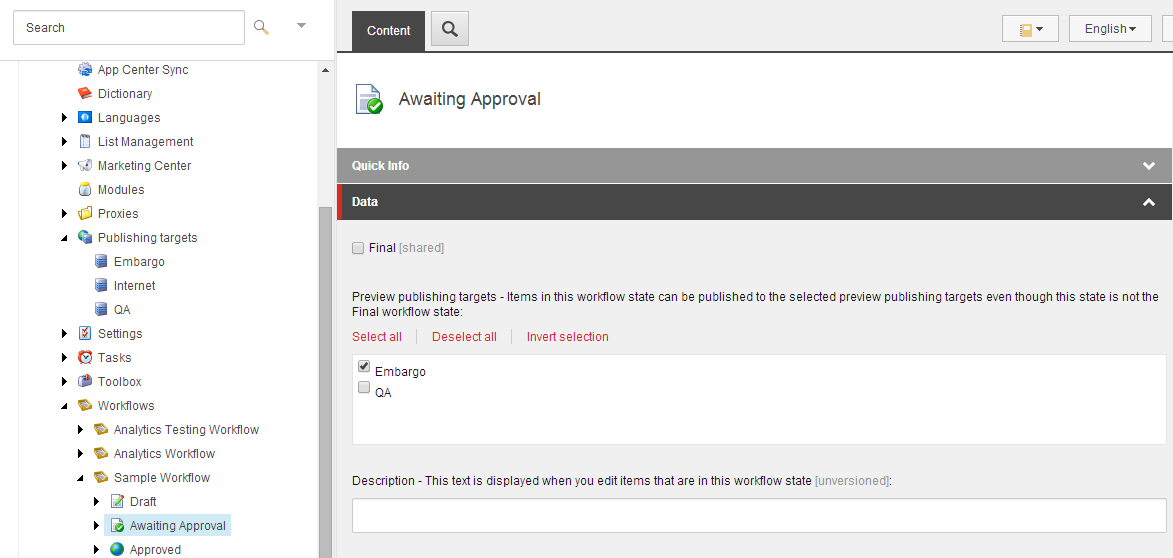 Search
App Center Sync
Dictionary
Languages
List Management
Marketing Center
Modules
Proxies
Publishing targets
Embargo
Internet
QA
Settings
Tasks
Toolbox
Workflows
Analytics Testing Workflow
Analytics Workflow
Sample Workflow
Draft
Awaiting Approval
Approved
Content
English
Awaiting Approval
Quick Info
Data
Final [shared]
Preview publishing targets - Items in this workflow state can be published to the selected preview publishing targets even though this state is not the
Final workflow state:
Select all Deselect all Invert selection
Embargo
QA
Description - This text is displayed when you edit items that are in this workflow state [unversioned]: